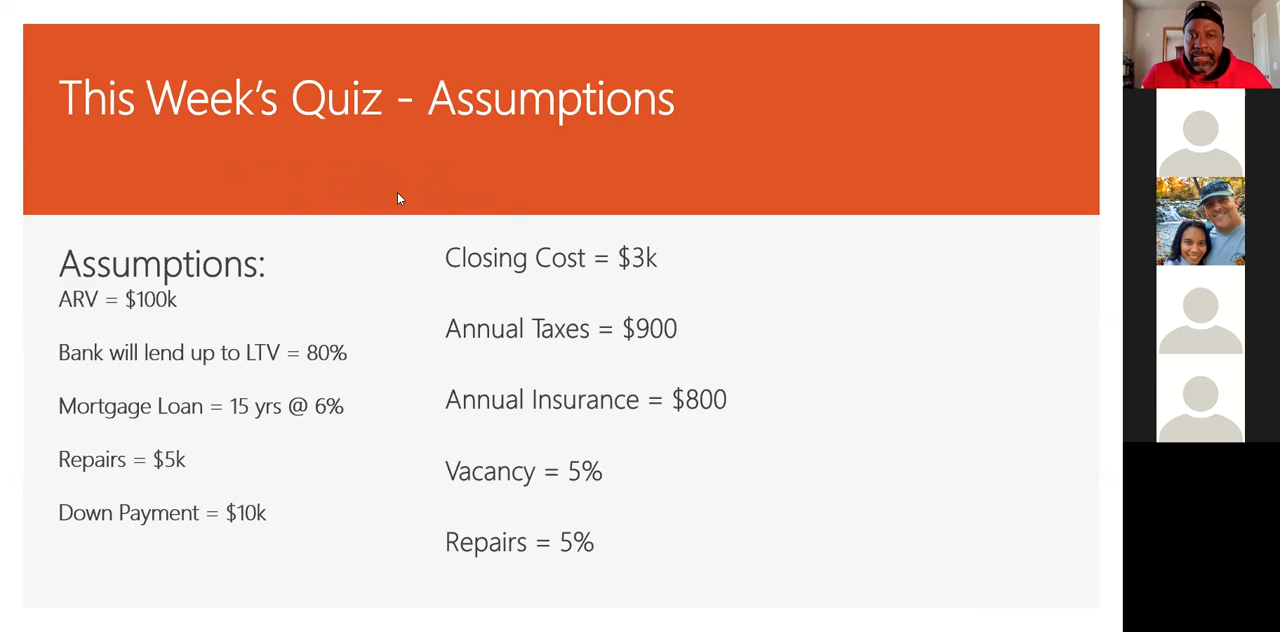 This Week's Quiz - Assumptions
Assumptions:
ARV = $100k
Bank will lend up to LTV = 80%
Mortgage Loan = 15 yrs @ 6%
Repairs = $5k
Down Payment = $10k
Closing Cost = $3k
Annual Taxes = $900
Annual Insurance = $800
Vacancy = 5%
Repairs = 5%